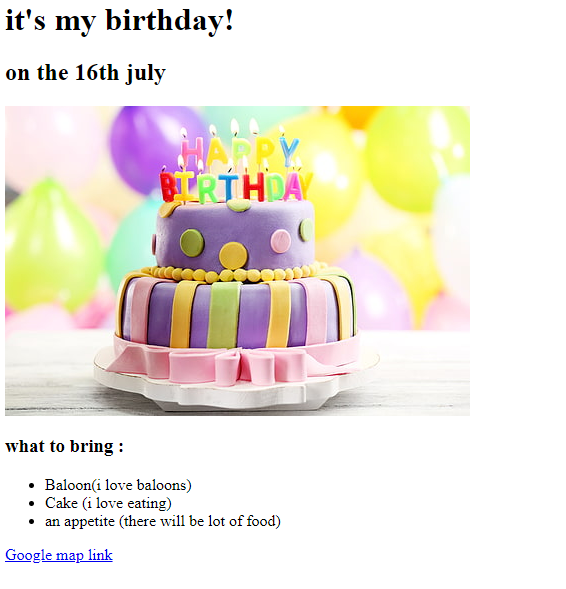 it's my birthday!
on the 16th july
HAPPY
BIRTHDAY
what to bring :
Baloon(i love baloons)
Cake (i love eating)
an appetite (there will be lot of food)
Google map link